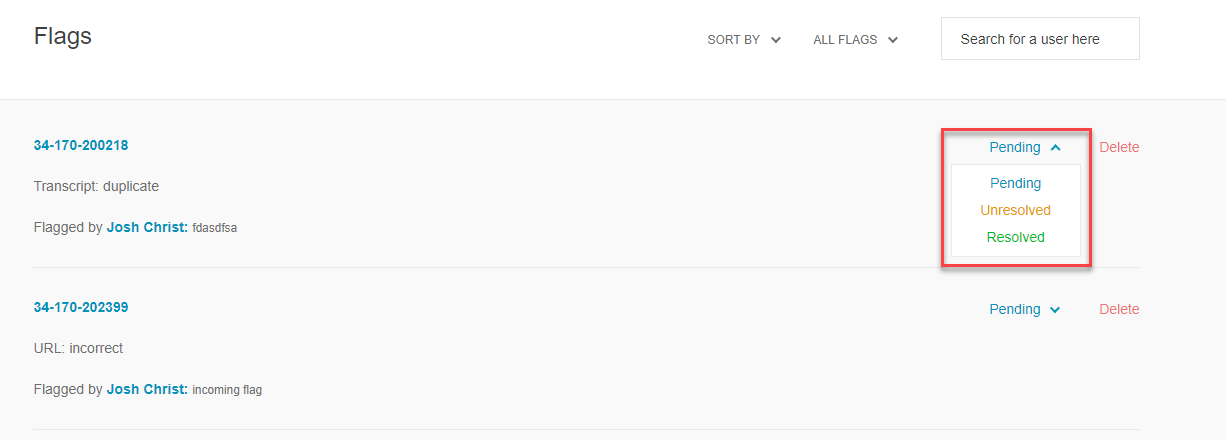 Flags
SORT BY
ALL FLAGS
Search for a user here
34-170-200218
Pending
Delete
Pending
Unresolved
Resolved
Transcript: duplicate
Flagged by Josh Christ: fdasdfsa
34-170-202399
Pending
Delete
URL: incorrect
Flagged by Josh Christ: incoming flag